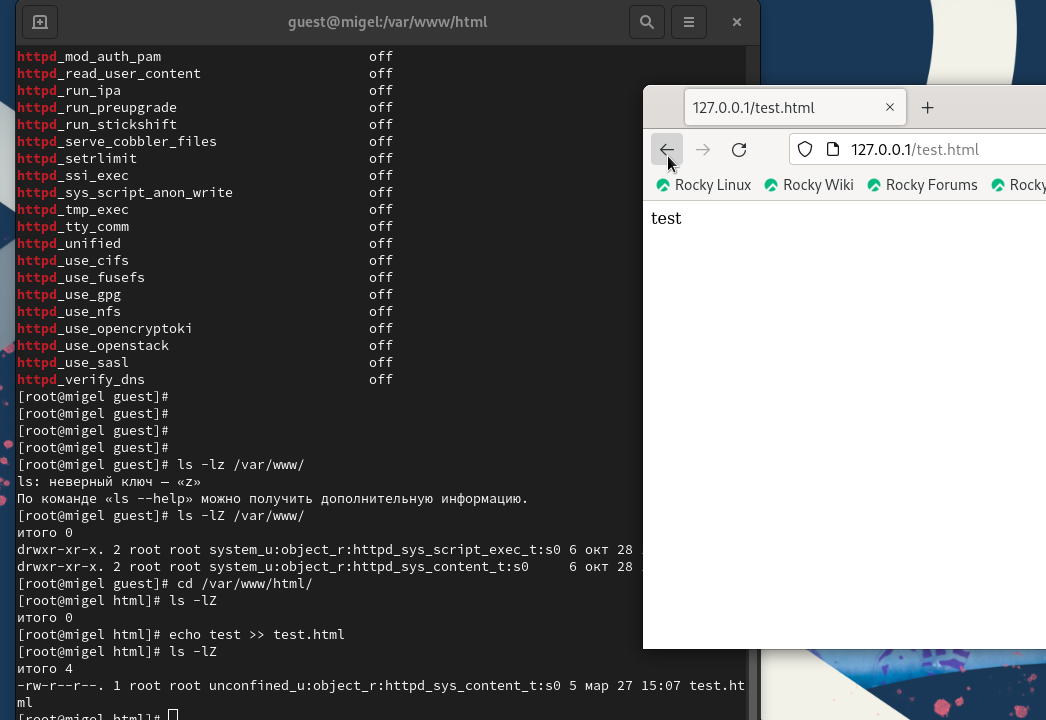 guest@migel:/var/www/html
httpd_mod_auth_pam off
httpd_read_user_content off
httpd_run_ipa off
httpd_run_preupgrade off
httpd_run_stickshift off
httpd_serve_cobbler_files off
httpd_setrlimit off
httpd_ssi_exec off
httpd_sys_script_anon_write off
httpd_tmp_exec off
httpd_tty_comm off
httpd_unified off
httpd_use_cifs off
httpd_use_fusefs off
httpd_use_gpg off
httpd_use_nfs off
httpd_use_opencryptoki off
httpd_use_openstack off
httpd_use_sasl off
httpd_verify_dns off
[root@migel guest]#
[root@migel guest]#
[root@migel guest]#
[root@migel guest]#
[root@migel guest]# ls -lz /var/www/
ls: неверный ключ — «z»
По команде «ls --help» можно получить дополнительную информацию.
[root@migel guest]# ls -lZ /var/www/
итого 0
drwxr-xr-x. 2 root root system_u:object_r:httpd_sys_script_exec_t:s0 6 окт 28
drwxr-xr-x. 2 root root system_u:object_r:httpd_sys_content_t:s0 6 окт 28
[root@migel guest]# cd /var/www/html/
[root@migel html]# ls -lZ
итого 0
[root@migel html]# echo test >> test.html
[root@migel html]# ls -lZ
итого 4
-rw-r--r--. 1 root root unconfined_u:object_r:httpd_sys_content_t:s0 5 мар 27 15:07 test.ht
ml
[root@migel html]#
127.0.0.1/test.html
127.0.0.1/test.html
Rocky Linux Rocky Wiki Rocky Forums Rocky
test